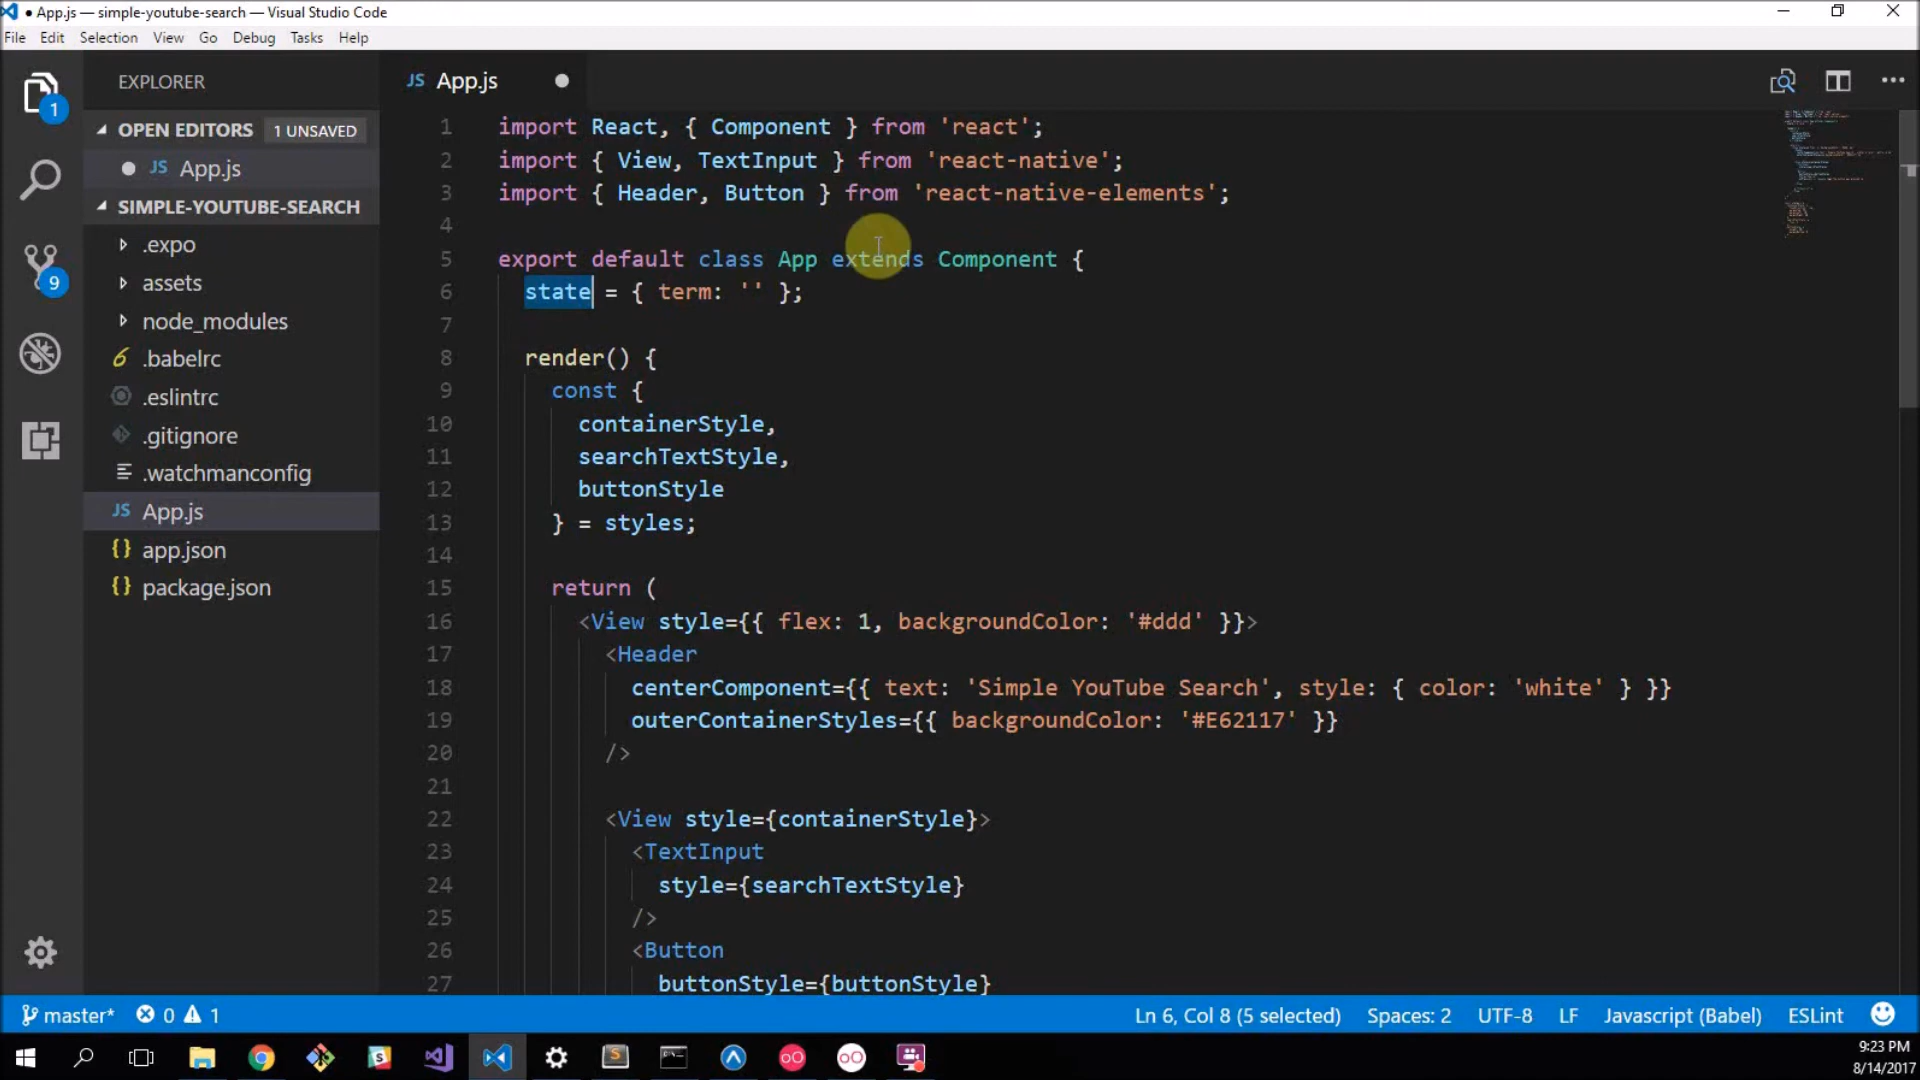 App.js — simple-youtube-search — Visual Studio Code
File Edit Selection View Go Debug Tasks Help
EXPLORER
JS App.js
OPEN EDITORS 1 UNSAVED
JS App.js
SIMPLE-YOUTUBE-SEARCH
.expo
assets
node_modules
.babelrc
.eslintrc
.gitignore
.watchmanconfig
JS App.js
{} app.json
{} package.json
1
9
1 import React, { Component } from 'react';
2 import { View, TextInput } from 'react-native';
3 import { Header, Button } from 'react-native-elements';
4
5 export default class App extends Component {
6 state = { term: '' };
7
8 render() {
9 const {
10 containerStyle,
11 searchTextStyle,
12 buttonStyle
13 } = styles;
14
15 return (
16 <View style={{ flex: 1, backgroundColor: '#ddd' }}>
17 <Header
18 centerComponent={{ text: 'Simple YouTube Search', style: { color: 'white' } }}
19 outerContainerStyles={{ backgroundColor: '#E62117' }}
20 />
21
22 <View style={containerStyle}>
23 <TextInput
24 style={searchTextStyle}
25 />
26 <Button
27 buttonStyle={buttonStyle}
master* 0 1 Ln 6, Col 8 (5 selected) Spaces: 2 UTF-8 LF Javascript (Babel) ESLint
9:23 PM
8/14/2017